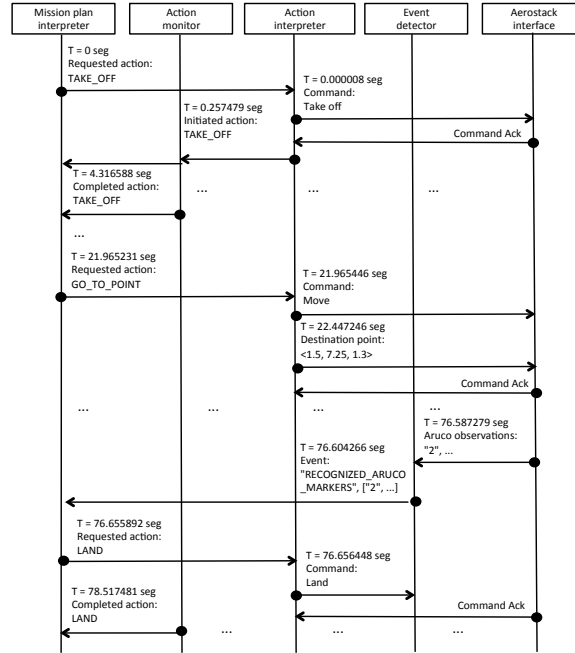 Mission plan
interpreter
Action
monitor
Action
interpreter
Event
detector
Aerostack
interface
T = 0 seg
Requested action:
TAKE_OFF
T = 0.000008 seg
Command:
Take off
T = 0.257479 seg
Initiated action:
TAKE_OFF
Command Ack
T = 4.316588 seg
Completed action:
TAKE_OFF
...
...
...
...
...
T = 21.965231 seg
Requested action:
GO_TO_POINT
T = 21.965446 seg
Command:
Move
T = 22.447246 seg
Destination point:
<1.5, 7.25, 1.3>
Command Ack
...
...
...
...
T = 76.587279 seg
Aruco observations:
"2", ...
T = 76.604266 seg
Event:
"RECOGNIZED_ARUCO
_MARKERS", ["2", ...]
T = 76.655892 seg
Requested action:
LAND
T = 76.656448 seg
Command:
Land
T = 78.517481 seg
Completed action:
LAND
Command Ack
...
...
...